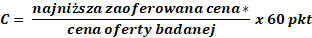 najniższa zaoferowana cena *
C = x 60 pkt
cena oferty badanej